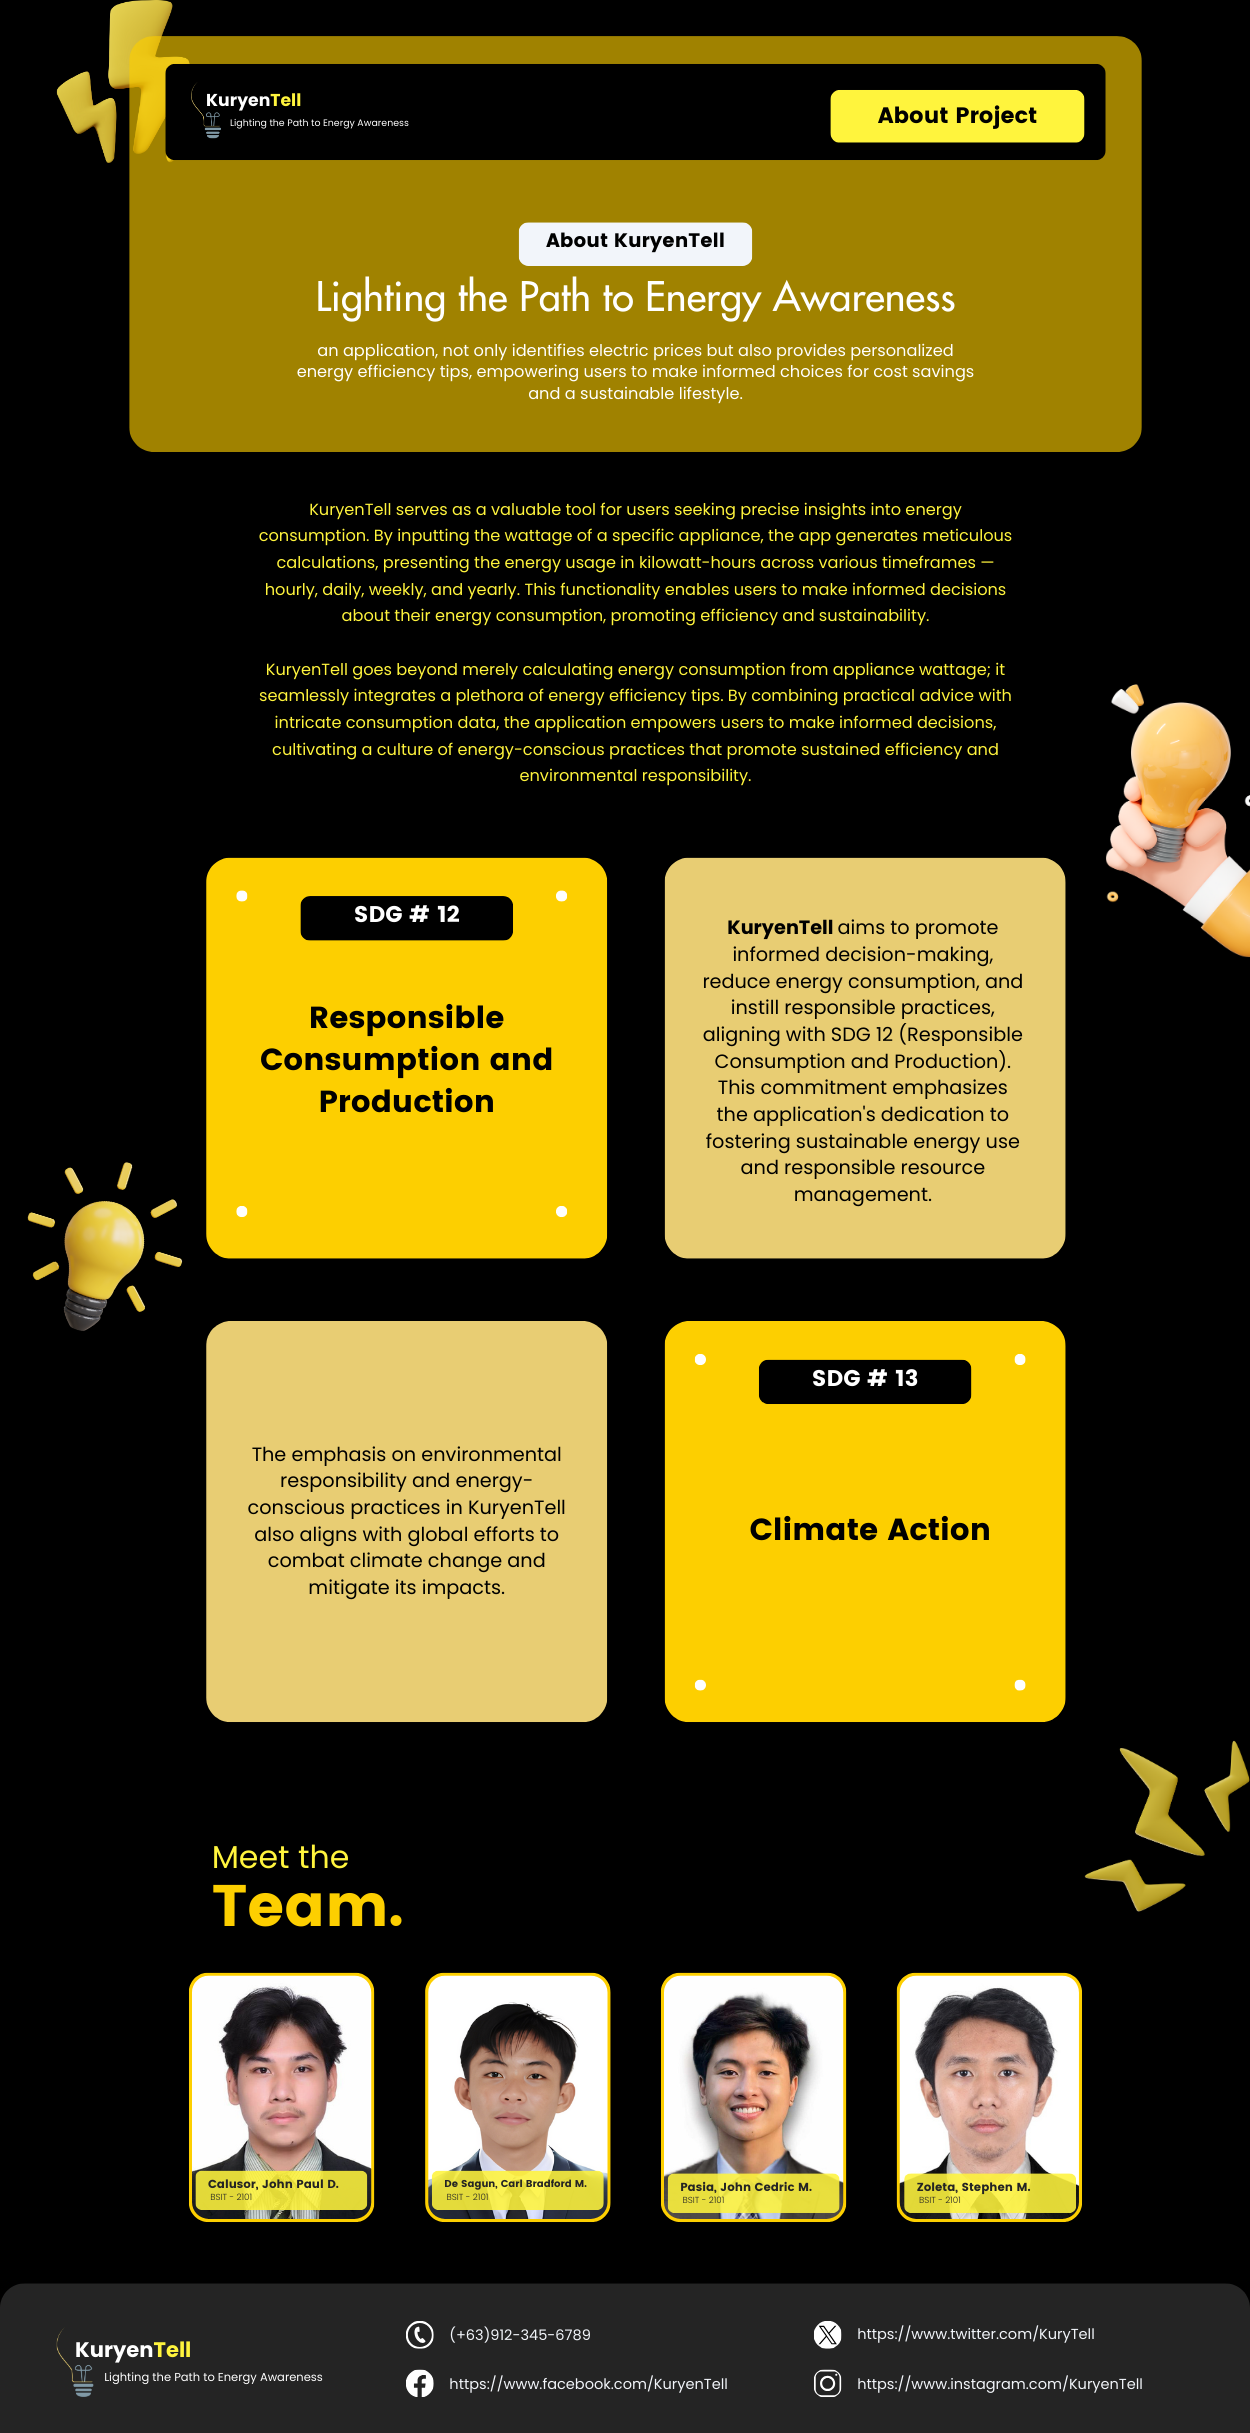 KuryenTell
Lighting the Path to Energy Awareness
About Project
About KuryenTell
Lighting the Path to Energy Awareness
an application, not only identifies electric prices but also provides personalized
energy efficiency tips, empowering users to make informed choices for cost savings
and a sustainable lifestyle.
KuryenTell serves as a valuable tool for users seeking precise insights into energy
consumption. By inputting the wattage of a specific appliance, the app generates meticulous
calculations, presenting the energy usage in kilowatt-hours across various timeframes —
hourly, daily, weekly, and yearly. This functionality enables users to make informed decisions
about their energy consumption, promoting efficiency and sustainability.
KuryenTell goes beyond merely calculating energy consumption from appliance wattage; it
seamlessly integrates a plethora of energy efficiency tips. By combining practical advice with
intricate consumption data, the application empowers users to make informed decisions,
cultivating a culture of energy-conscious practices that promote sustained efficiency and
environmental responsibility.
SDG # 12
Responsible
Consumption and
Production
KuryenTell aims to promote
informed decision-making,
reduce energy consumption, and
instill responsible practices,
aligning with SDG 12 (Responsible
Consumption and Production).
This commitment emphasizes
the application's dedication to
fostering sustainable energy use
and responsible resource
management.
The emphasis on environmental
responsibility and energy-
conscious practices in KuryenTell
also aligns with global efforts to
combat climate change and
mitigate its impacts.
SDG # 13
Climate Action
Meet the
Team.
Calusor, John Paul D.
BSIT - 2101
De Sagun, Carl Bradford M.
BSIT - 2101
Pasia, John Cedric M.
BSIT - 2101
Zoleta, Stephen M.
BSIT - 2101
KuryenTell
Lighting the Path to Energy Awareness
(+63)912-345-6789
https://www.facebook.com/KuryenTell
https://www.twitter.com/KuryTell
https://www.instagram.com/KuryenTell